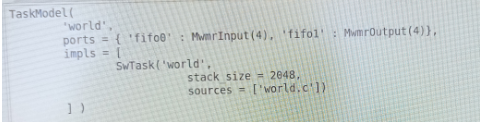 TaskModel(
'world',
ports = { 'fifo0' : MwmrInput(4), 'fifo1' : MwmrOutput(4)},
impls = [
SwTask('world',
stack_size = 2048,
sources = ['world.c'])
] )